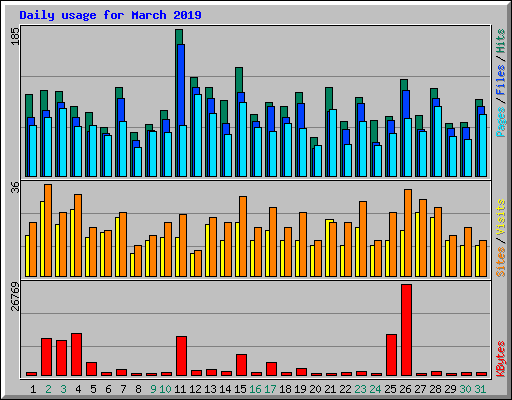 Daily usage for March 2019
185
Pages / Files / Hits
36
Sites / Visits
26769
KBytes
1 2 3 4 5 6 7 8 9 10 11 12 13 14 15 16 17 18 19 20 21 22 23 24 25 26 27 28 29 30 31